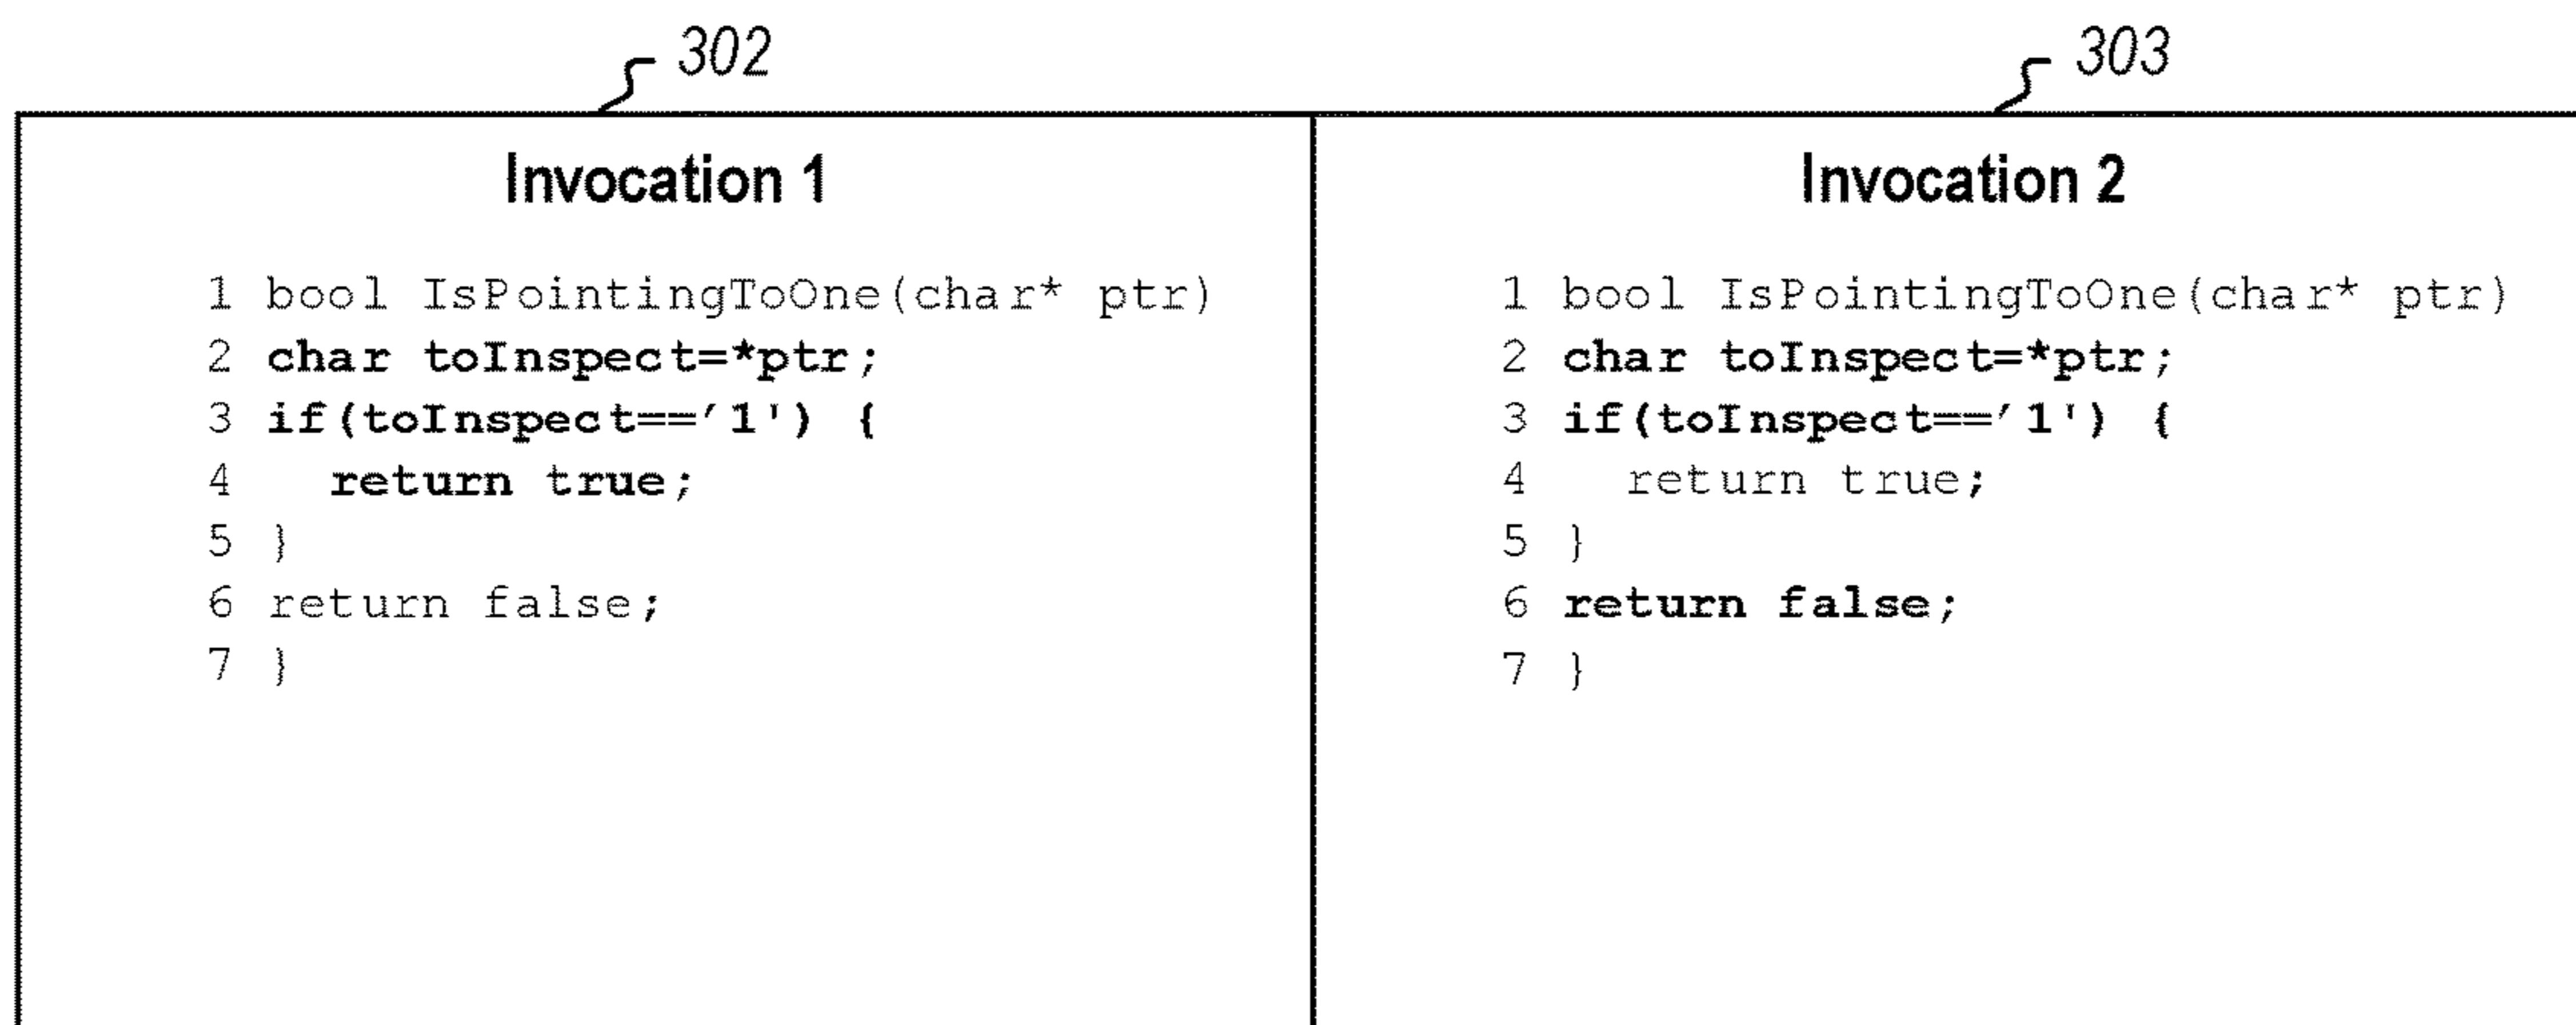 302
303
Invocation 1
1 bool IsPointingToOne(char* ptr)
2 char toInspect=*ptr;
3 if(toInspect==′1') {
4   return true;
5 }
6 return false;
7 }
Invocation 2
1 bool IsPointingToOne(char* ptr)
2 char toInspect=*ptr;
3 if(toInspect==′1') {
4   return true;
5 }
6 return false;
7 }